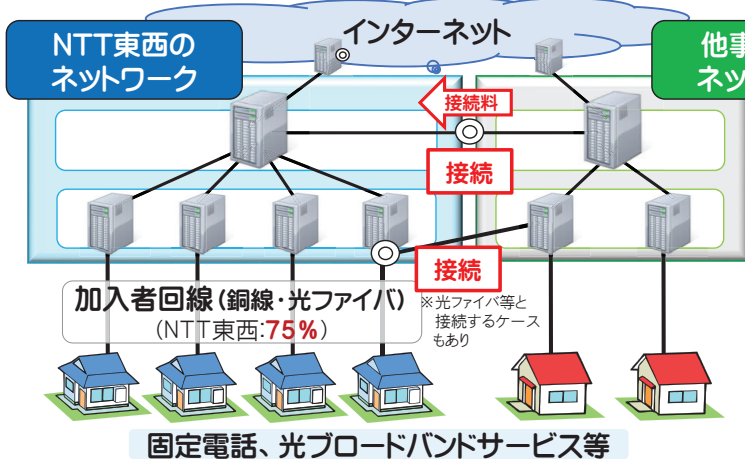 インターネット
NTT東西の
ネットワーク
他事
ネッ
接続料
接続
接続
加入者回線(銅線・光ファイバ)
(NTT東西:75%)
※光ファイバ等と
接続するケース
もあり
固定電話、光ブロードバンドサービス等